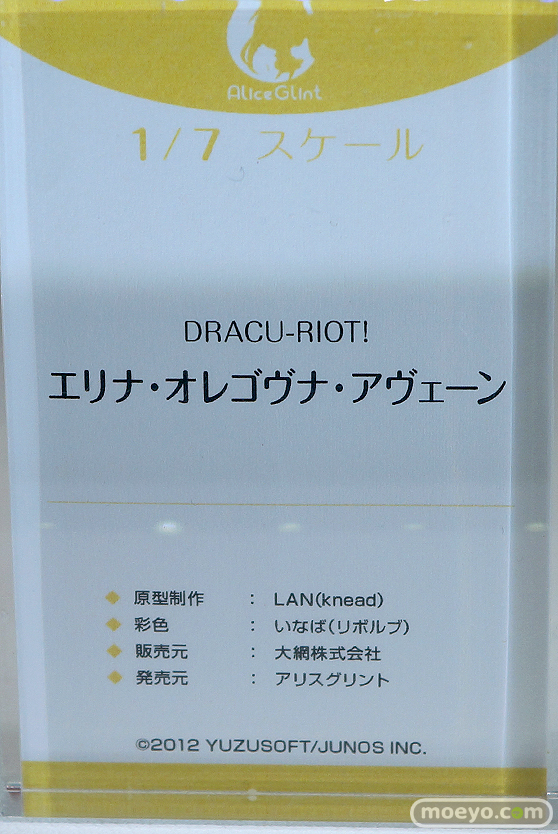 AliceGlint
1/7 スケール
DRACU-RIOT!
エリナ・オレゴヴナ・アヴェーン
◆ 原型制作 : LAN(knead)
◆ 彩色 : いなば(リボルブ)
◆ 販売元 : 大網株式会社
◆ 発売元 : アリスグリント
©2012 YUZUSOFT/JUNOS INC.
moeyo.com